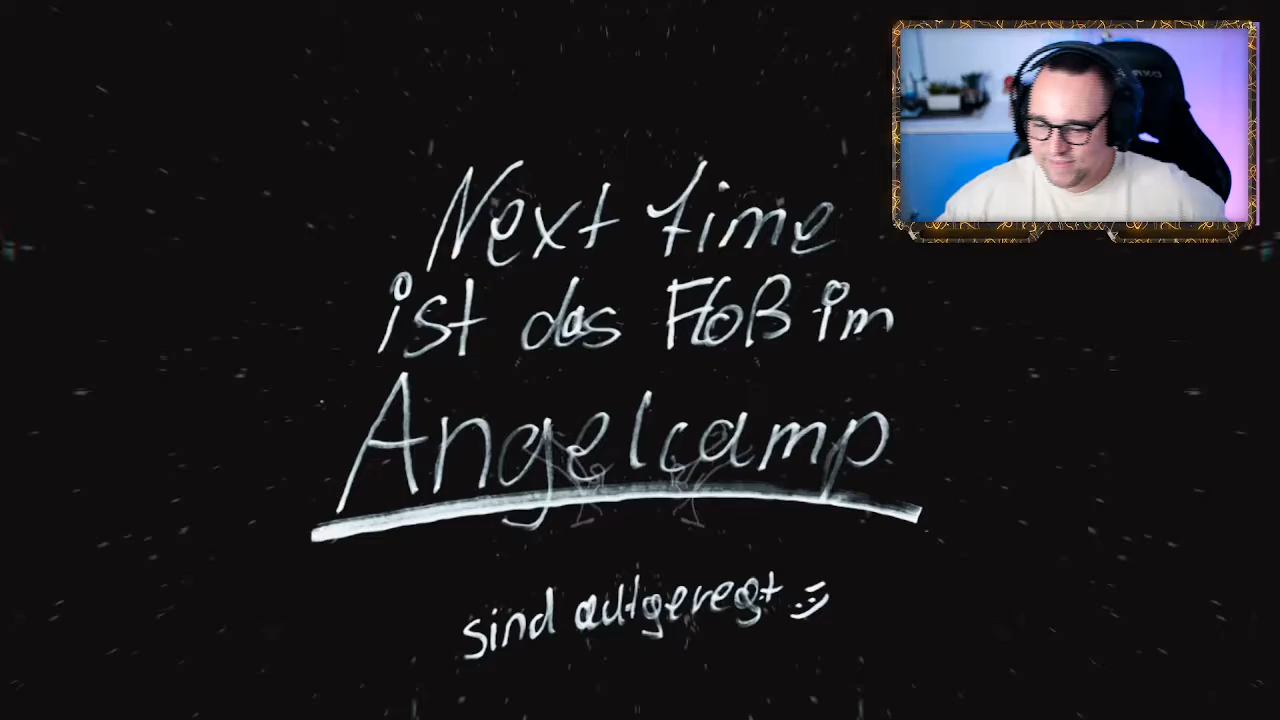 Next time
ist das Floß im
Angelcamp
sind aufgeregt :)